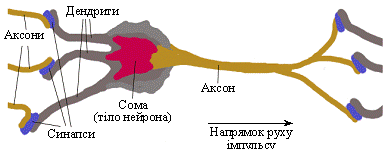 Дендрити
Аксони
Аксон
Сома
(тіло нейрона)
Синапси
Напрямок руху
імпульсу